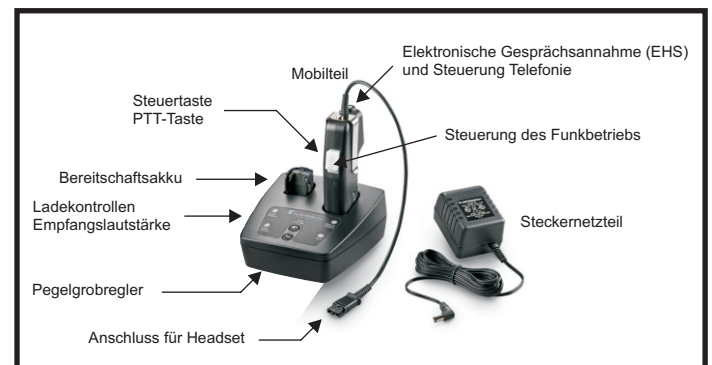 Elektronische Gesprächsannahme (EHS)
und Steuerung Telefonie
Mobilteil
Steuertaste
PTT-Taste
Steuerung des Funkbetriebs
Bereitschaftsakku
Ladekontrollen
Empfangslautstärke
Steckernetzteil
Pegelgrobregler
Anschluss für Headset